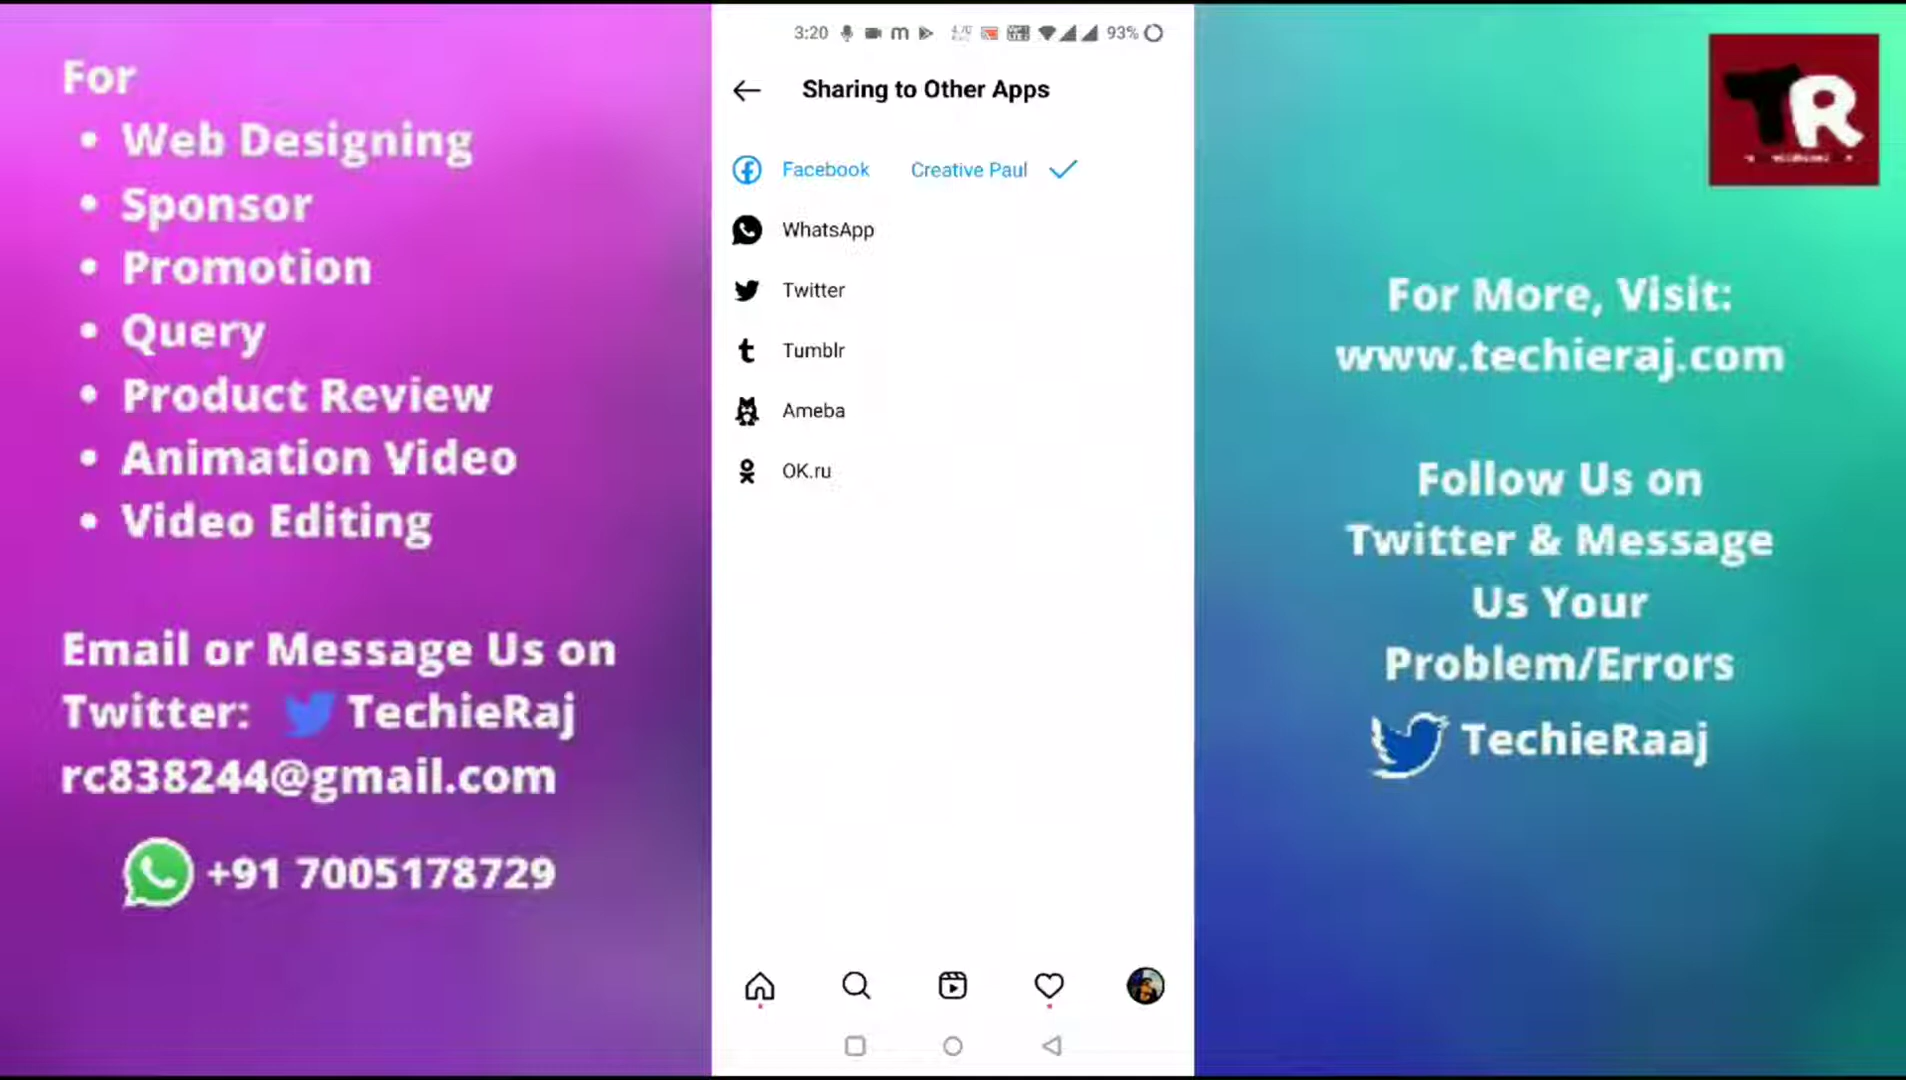 For
• Web Designing
• Sponsor
• Promotion
• Query
• Product Review
• Animation Video
• Video Editing
Email or Message Us on
Twitter: TechieRaj
rc838244@gmail.com
+91 7005178729
3:20
93%
Sharing to Other Apps
Facebook Creative Paul
WhatsApp
Twitter
Tumblr
Ameba
OK.ru
TR
For More, Visit:
www.techieraj.com
Follow Us on
Twitter & Message
Us Your
Problem/Errors
TechieRaaj